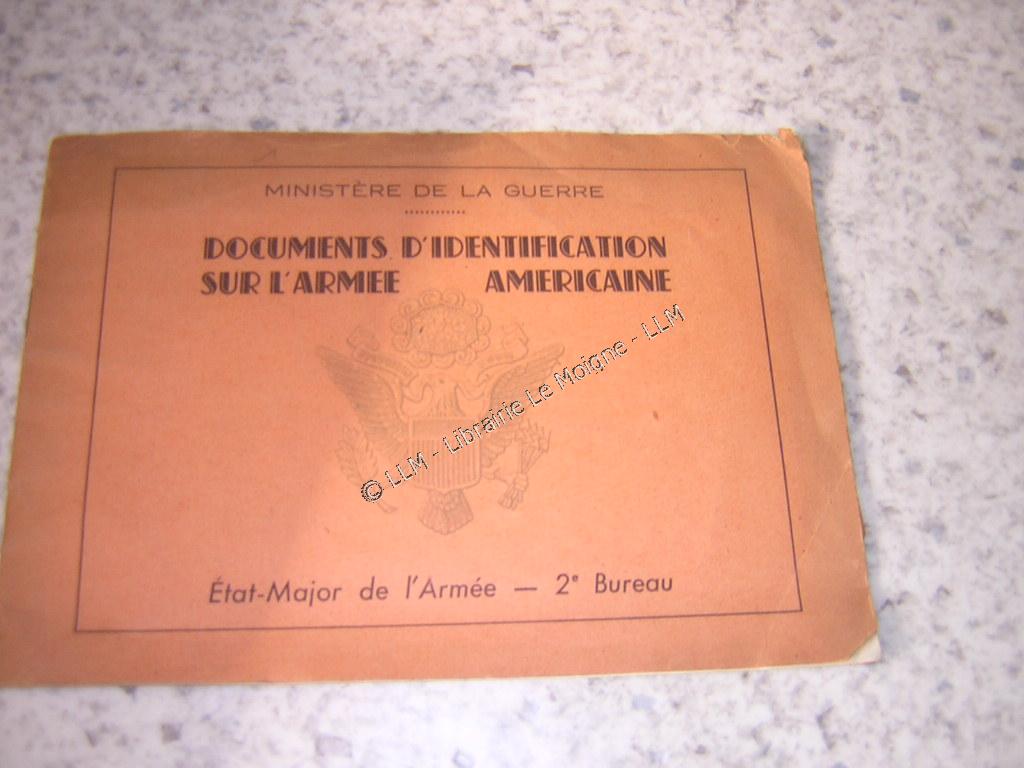 MINISTÈRE DE LA GUERRE
DOCUMENTS D'IDENTIFICATION
SUR L'ARMEE AMERICAINE
© LLM - Librairie Le Moigne - LLM
État-Major de l'Armée — 2ᵉ Bureau